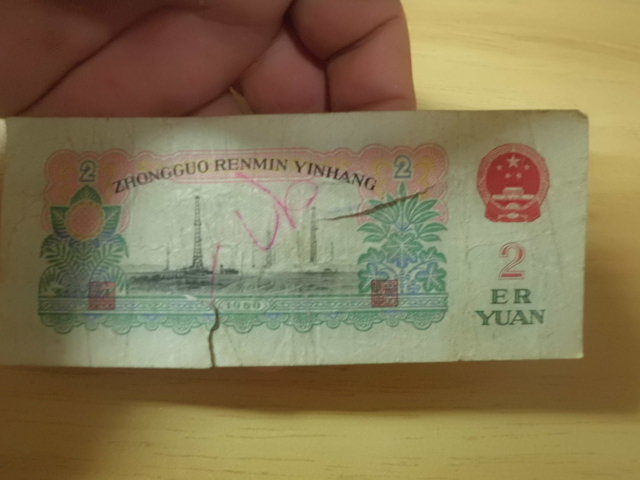 2
2
ZHONGGUO RENMIN YINHANG
1960
2
ER
YUAN